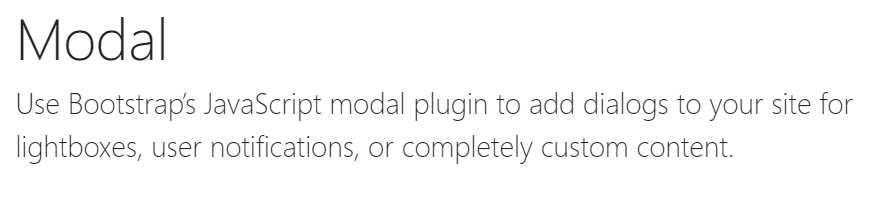 Modal
Use Bootstrap’s JavaScript modal plugin to add dialogs to your site for
lightboxes, user notifications, or completely custom content.